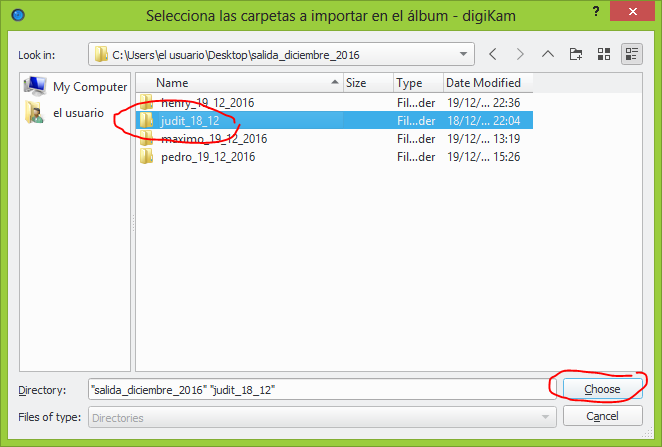 Selecciona las carpetas a importar en el álbum - digiKam
?
Look in: C:\Users\el usuario\Desktop\salida_diciembre_2016
My Computer
el usuario
Name Size Type Date Modified
henry_19_12_2016 Fil...der 19/12/... 22:36
judit_18_12 Fil...der 18/12/... 22:04
maximo_19_12_2016 Fil...der 19/12/... 13:19
pedro_19_12_2016 Fil...der 19/12/... 15:26
Directory: "salida_diciembre_2016" "judit_18_12" Choose
Files of type: Directories Cancel